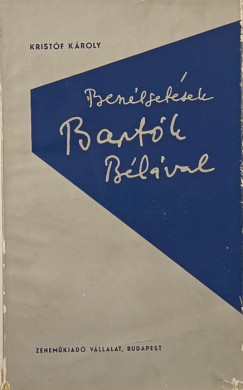 KRISTÓF KÁROLY
Beszélgetések
Bartók
Bélával
ZENEMŰKIADÓ VÁLLALAT, BUDAPEST